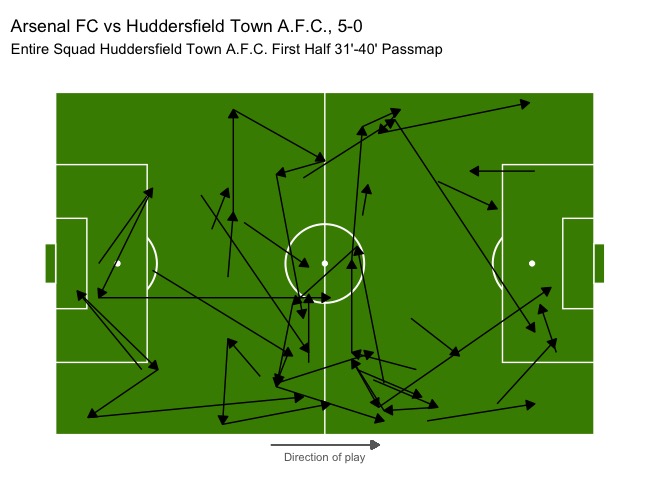 Arsenal FC vs Huddersfield Town A.F.C., 5-0
Entire Squad Huddersfield Town A.F.C. First Half 31'-40' Passmap
Direction of play